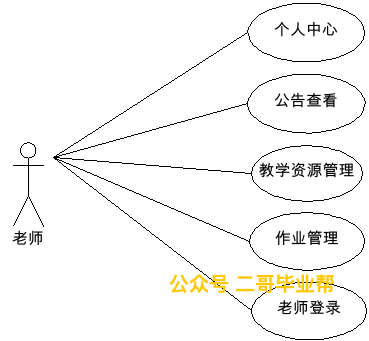 个人中心
公告查看
教学资源管理
老师
作业管理
公众号 二哥毕业帮
老师登录